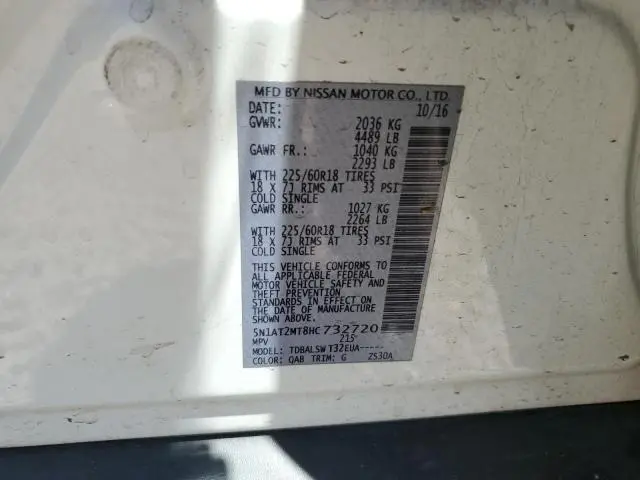 MFD BY NISSAN MOTOR CO., LTD.
DATE: 10/16
GVWR: 2036 KG
4489 LB
GAWR FR.: 1040 KG
2293 LB
WITH 225/60R18 TIRES
18 X 7J RIMS AT 33 PSI
COLD SINGLE
GAWR RR.: 1027 KG
2264 LB
WITH 225/60R18 TIRES
18 X 7J RIMS AT 33 PSI
COLD SINGLE
THIS VEHICLE CONFORMS TO
ALL APPLICABLE FEDERAL
MOTOR VEHICLE SAFETY AND
THEFT PREVENTION
STANDARDS IN EFFECT ON THE
DATE OF MANUFACTURE
SHOWN ABOVE.
5N1AT2MT8HC732720
MPV 215
MODEL: TDBALSW T32EUA-----
COLOR: QAB TRIM: G ZS30A